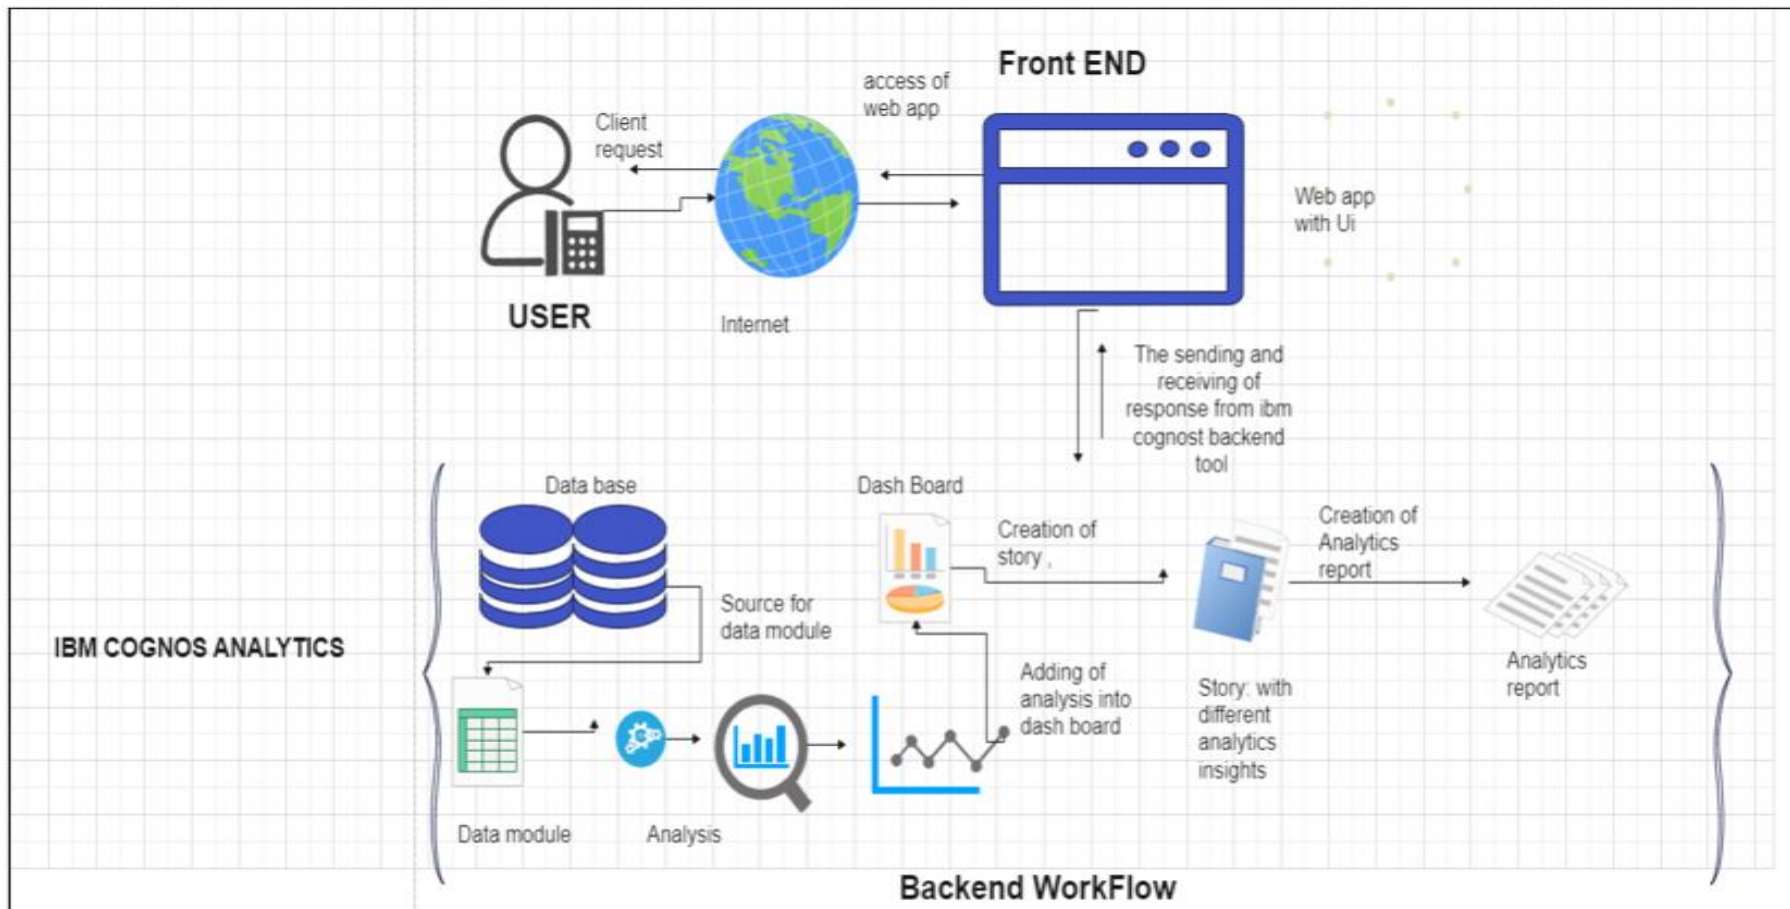 Front END
access of
web app
Client
request
Web app
with Ui
USER
Internet
The sending and
receiving of
response from ibm
cognost backend
tool
Data base
Dash Board
Creation of
story ,
Creation of
Analytics
report
Source for
data module
IBM COGNOS ANALYTICS
Adding of
analysis into
dash board
Story: with
different
analytics
insights
Analytics
report
Data module
Analysis
Backend WorkFlow